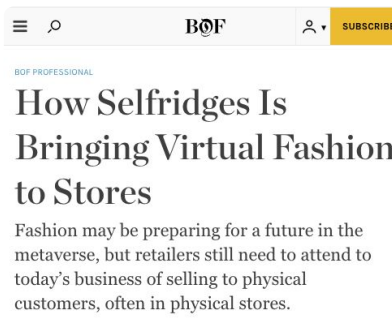 BOF
SUBSCRIBE
BOF PROFESSIONAL
How Selfridges Is
Bringing Virtual Fashion
to Stores
Fashion may be preparing for a future in the
metaverse, but retailers still need to attend to
today’s business of selling to physical
customers, often in physical stores.